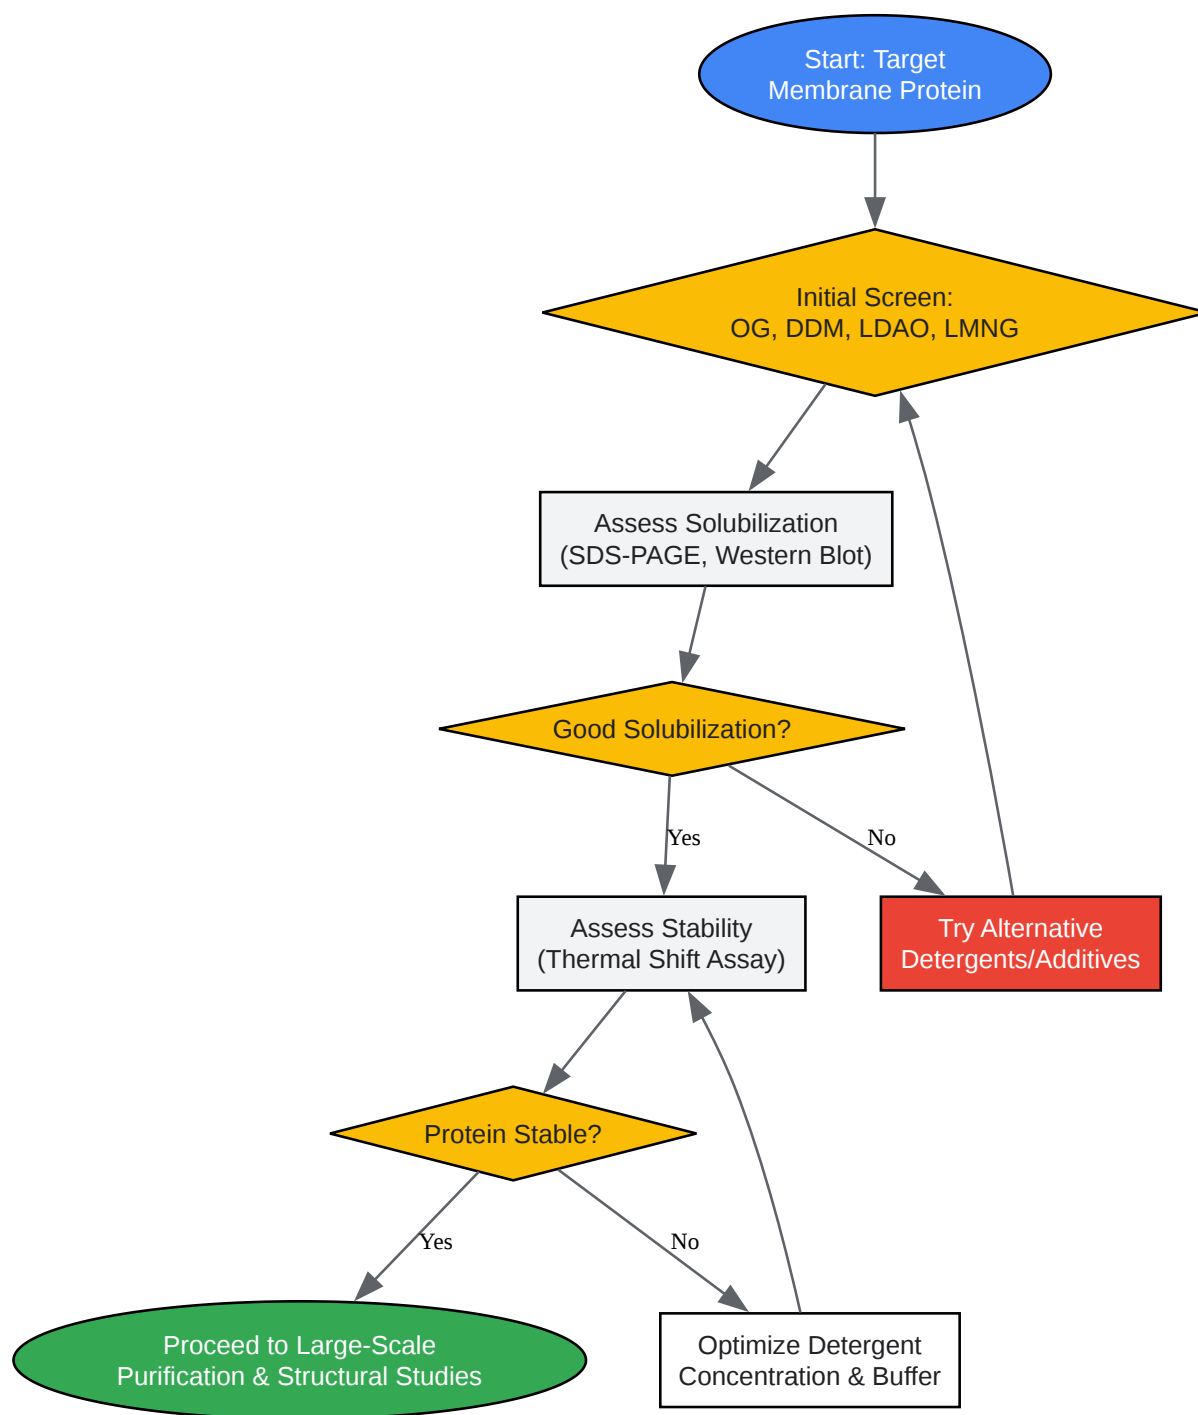 Start: Target
Membrane Protein
Initial Screen:
OG, DDM, LDAO, LMNG
Assess Solubilization
(SDS-PAGE, Western Blot)
Good Solubilization?
Yes
No
Assess Stability
(Thermal Shift Assay)
Try Alternative
Detergents/Additives
Protein Stable?
Yes
No
Proceed to Large-Scale
Purification & Structural Studies
Optimize Detergent
Concentration & Buffer